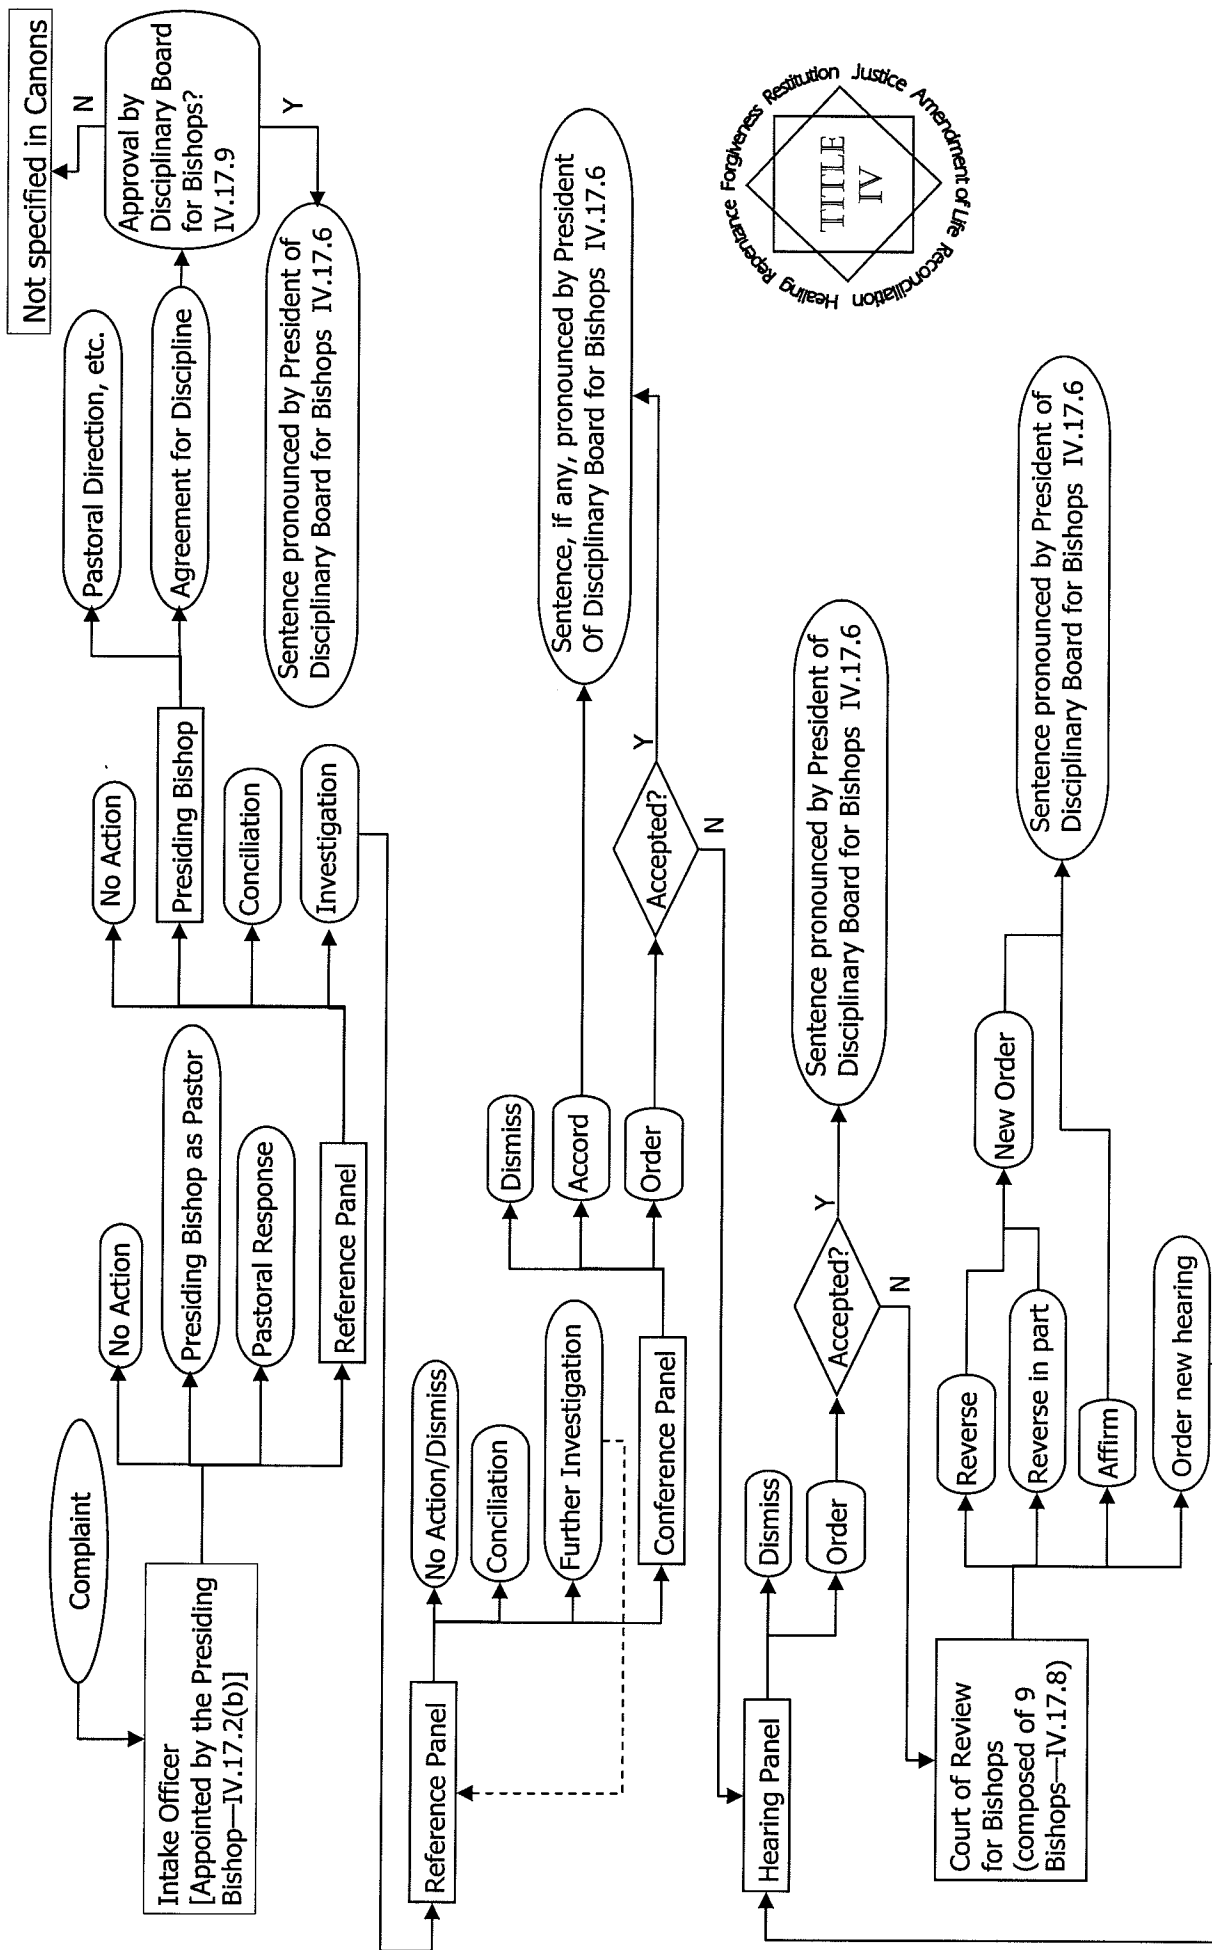 Complaint
Intake Officer
[Appointed by the Presiding
Bishop—IV.17.2(b)]
No Action
Presiding Bishop as Pastor
Pastoral Response
Reference Panel
No Action
Presiding Bishop
Conciliation
Investigation
Pastoral Direction, etc.
Agreement for Discipline
Not specified in Canons
N
Approval by
Disciplinary Board
for Bishops?
IV.17.9
Y
Sentence pronounced by President of
Disciplinary Board for Bishops IV.17.6
Reference Panel
No Action/Dismiss
Conciliation
Further Investigation
Conference Panel
Dismiss
Accord
Order
Accepted?
Y
N
Sentence, if any, pronounced by President
Of Disciplinary Board for Bishops IV.17.6
Hearing Panel
Dismiss
Order
Accepted?
Y
N
Sentence pronounced by President of
Disciplinary Board for Bishops IV.17.6
Court of Review
for Bishops
(composed of 9
Bishops—IV.17.8)
Reverse
Reverse in part
Affirm
Order new hearing
New Order
Sentence pronounced by President of
Disciplinary Board for Bishops IV.17.6
TITLE
IV
Healing Repentance Forgiveness Restitution Justice Amendment of Life Reconciliation